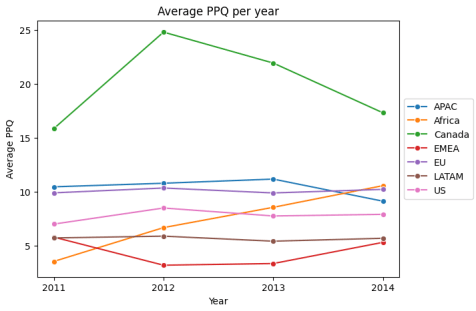 Average PPQ per year
Average PPQ
25
20
15
10
5
2011
2012
2013
2014
Year
APAC
Africa
Canada
EMEA
EU
LATAM
US